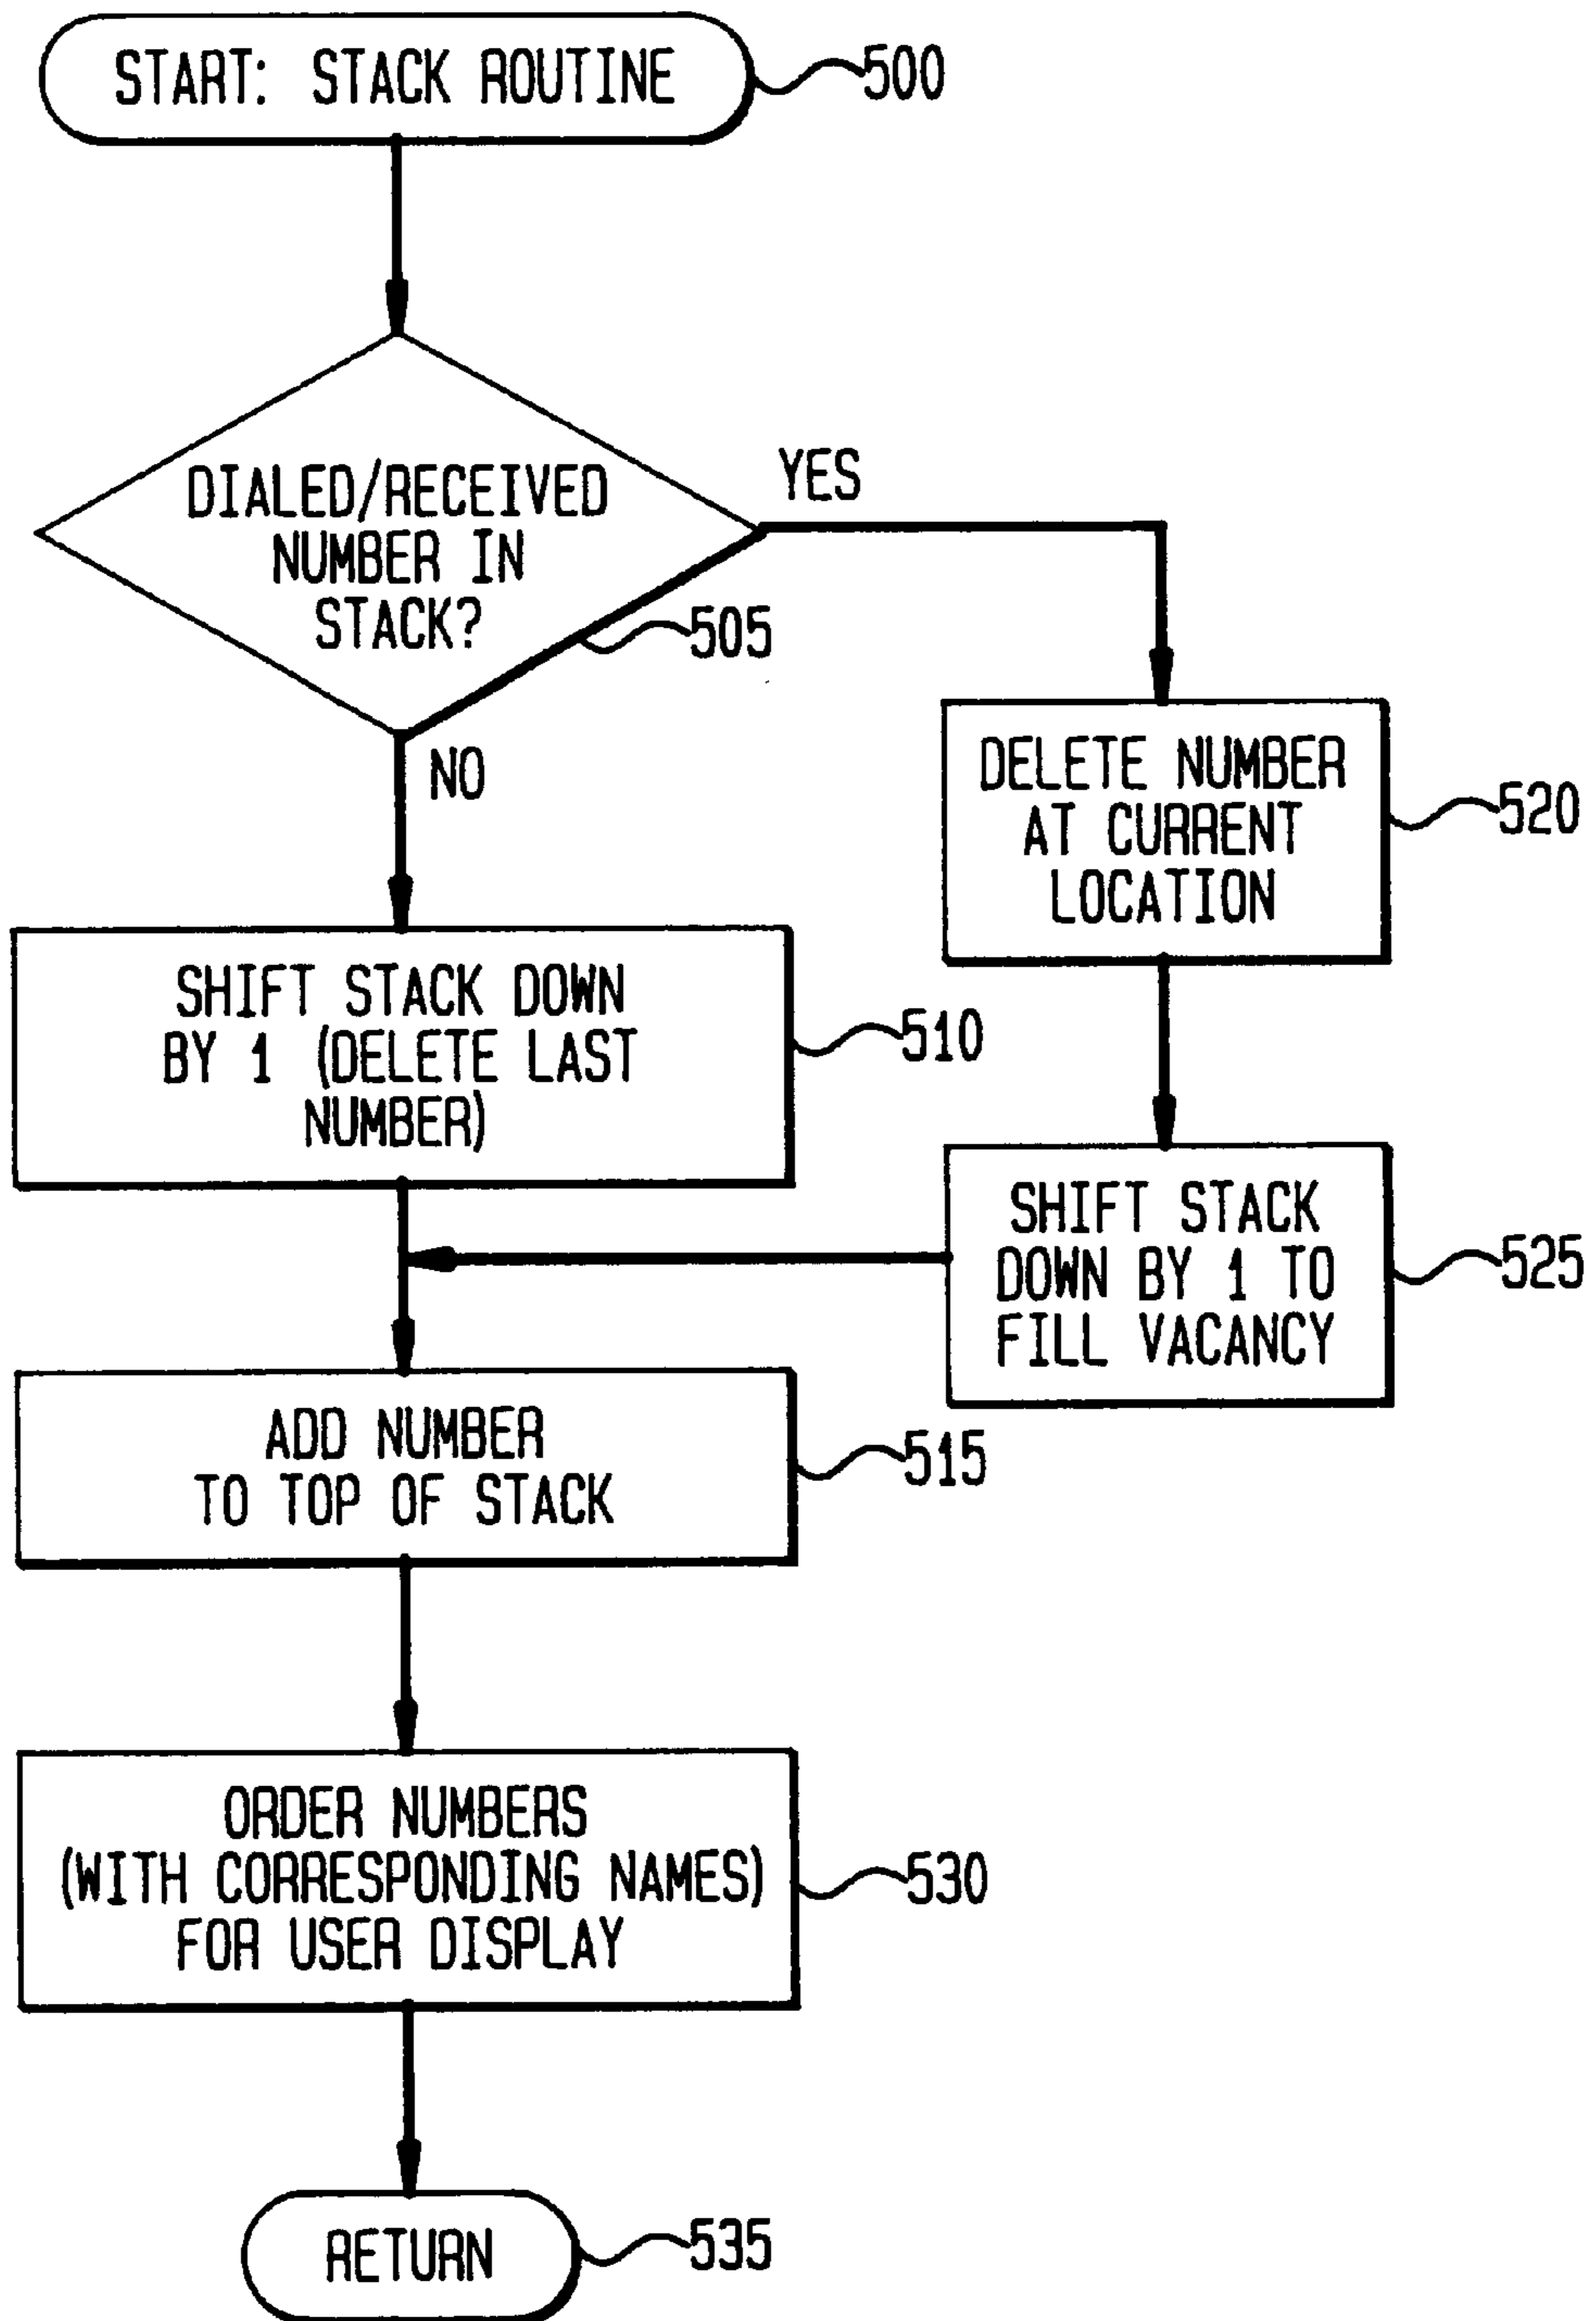 START: STACK ROUTINE
500
DIALED/RECEIVED
NUMBER IN
STACK?
505
YES
NO
DELETE NUMBER
AT CURRENT
LOCATION
520
SHIFT STACK DOWN
BY 1 (DELETE LAST
NUMBER)
510
SHIFT STACK
DOWN BY 1 TO
FILL VACANCY
525
ADD NUMBER
TO TOP OF STACK
515
ORDER NUMBERS
(WITH CORRESPONDING NAMES)
FOR USER DISPLAY
530
RETURN
535